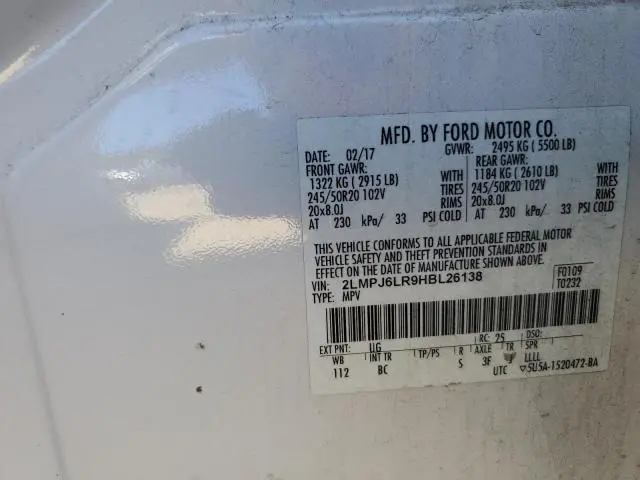 MFD. BY FORD MOTOR CO.
DATE: 02/17 GVWR: 2495 KG ( 5500 LB)
FRONT GAWR: REAR GAWR:
1322 KG ( 2915 LB) WITH 1184 KG ( 2610 LB) WITH
245/50R20 102V TIRES 245/50R20 102V TIRES
20x8.0J RIMS 20x8.0J RIMS
AT 230 kPa/ 33 PSI COLD AT 230 kPa/ 33 PSI COLD
THIS VEHICLE CONFORMS TO ALL APPLICABLE FEDERAL MOTOR
VEHICLE SAFETY AND THEFT PREVENTION STANDARDS IN
EFFECT ON THE DATE OF MANUFACTURE SHOWN ABOVE.
VIN: 2LMPJ6LR9HBL26138 F0109
TYPE: MPV T0232
EXT PNT: UG RC: 25 DSO:
WB INT TR TP/PS R AXLE TR SPR
112 BC S 3F LLLL
UTC ▽5U5A-1520472-BA